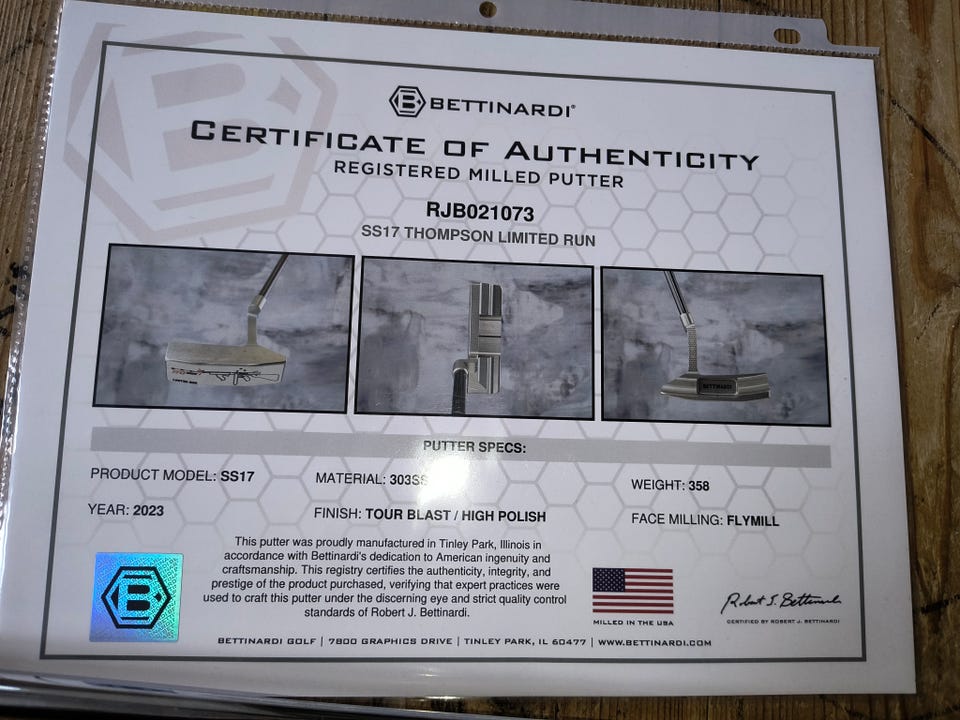 BETTINARDI®
CERTIFICATE OF AUTHENTICITY
REGISTERED MILLED PUTTER
RJB021073
SS17 THOMPSON LIMITED RUN
BETTINARDI
PUTTER SPECS:
PRODUCT MODEL: SS17 MATERIAL: 303SS WEIGHT: 358
YEAR: 2023 FINISH: TOUR BLAST / HIGH POLISH FACE MILLING: FLYMILL
This putter was proudly manufactured in Tinley Park, Illinois in
accordance with Bettinardi's dedication to American ingenuity and
craftsmanship. This registry certifies the authenticity, integrity, and
prestige of the product purchased, verifying that expert practices were
used to craft this putter under the discerning eye and strict quality control
standards of Robert J. Bettinardi.
MILLED IN THE USA
Robert J. Bettinardi
CERTIFIED BY ROBERT J. BETTINARDI
BETTINARDI GOLF | 7800 GRAPHICS DRIVE | TINLEY PARK, IL 60477 | WWW.BETTINARDI.COM